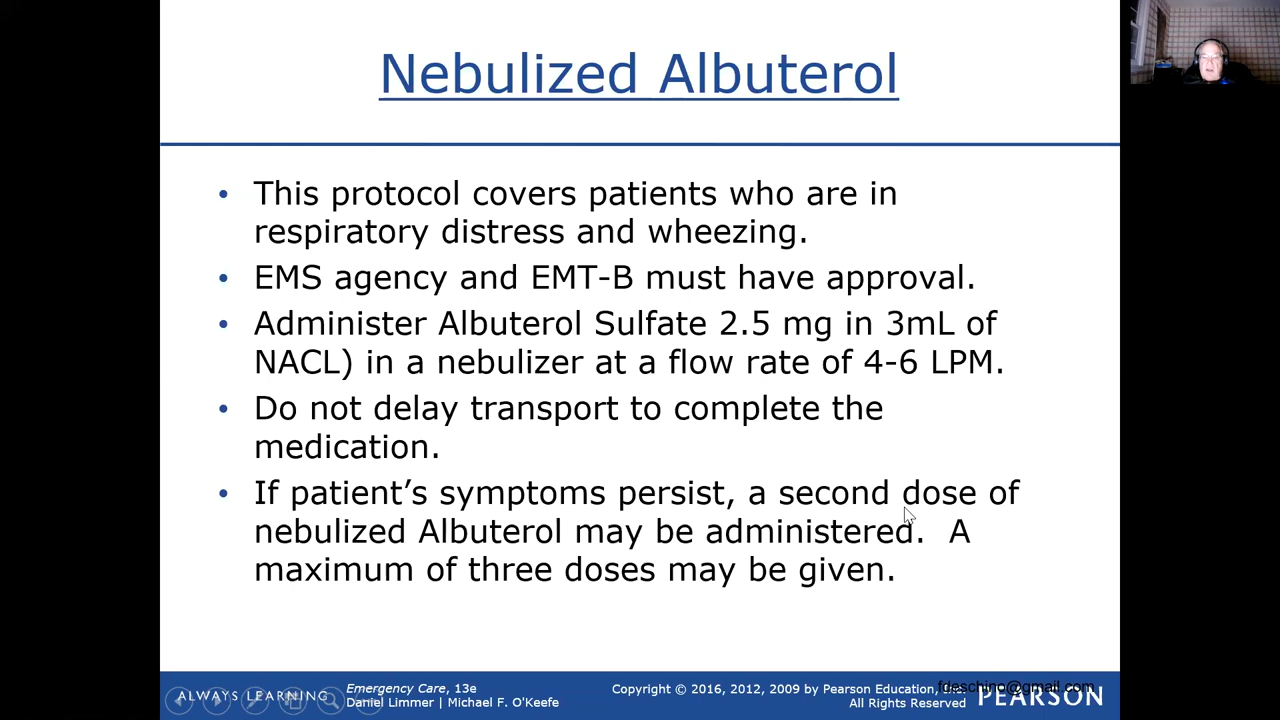 Nebulized Albuterol
• This protocol covers patients who are in
respiratory distress and wheezing.
• EMS agency and EMT-B must have approval.
• Administer Albuterol Sulfate 2.5 mg in 3mL of
NACL) in a nebulizer at a flow rate of 4-6 LPM.
• Do not delay transport to complete the
medication.
• If patient’s symptoms persist, a second dose of
nebulized Albuterol may be administered.  A
maximum of three doses may be given.
ALWAYS LEARNING
Emergency Care, 13e
Daniel Limmer | Michael F. O'Keefe
Copyright © 2016, 2012, 2009 by Pearson Education, Inc.
All Rights Reserved
fdeschino@gmail.com
PEARSON